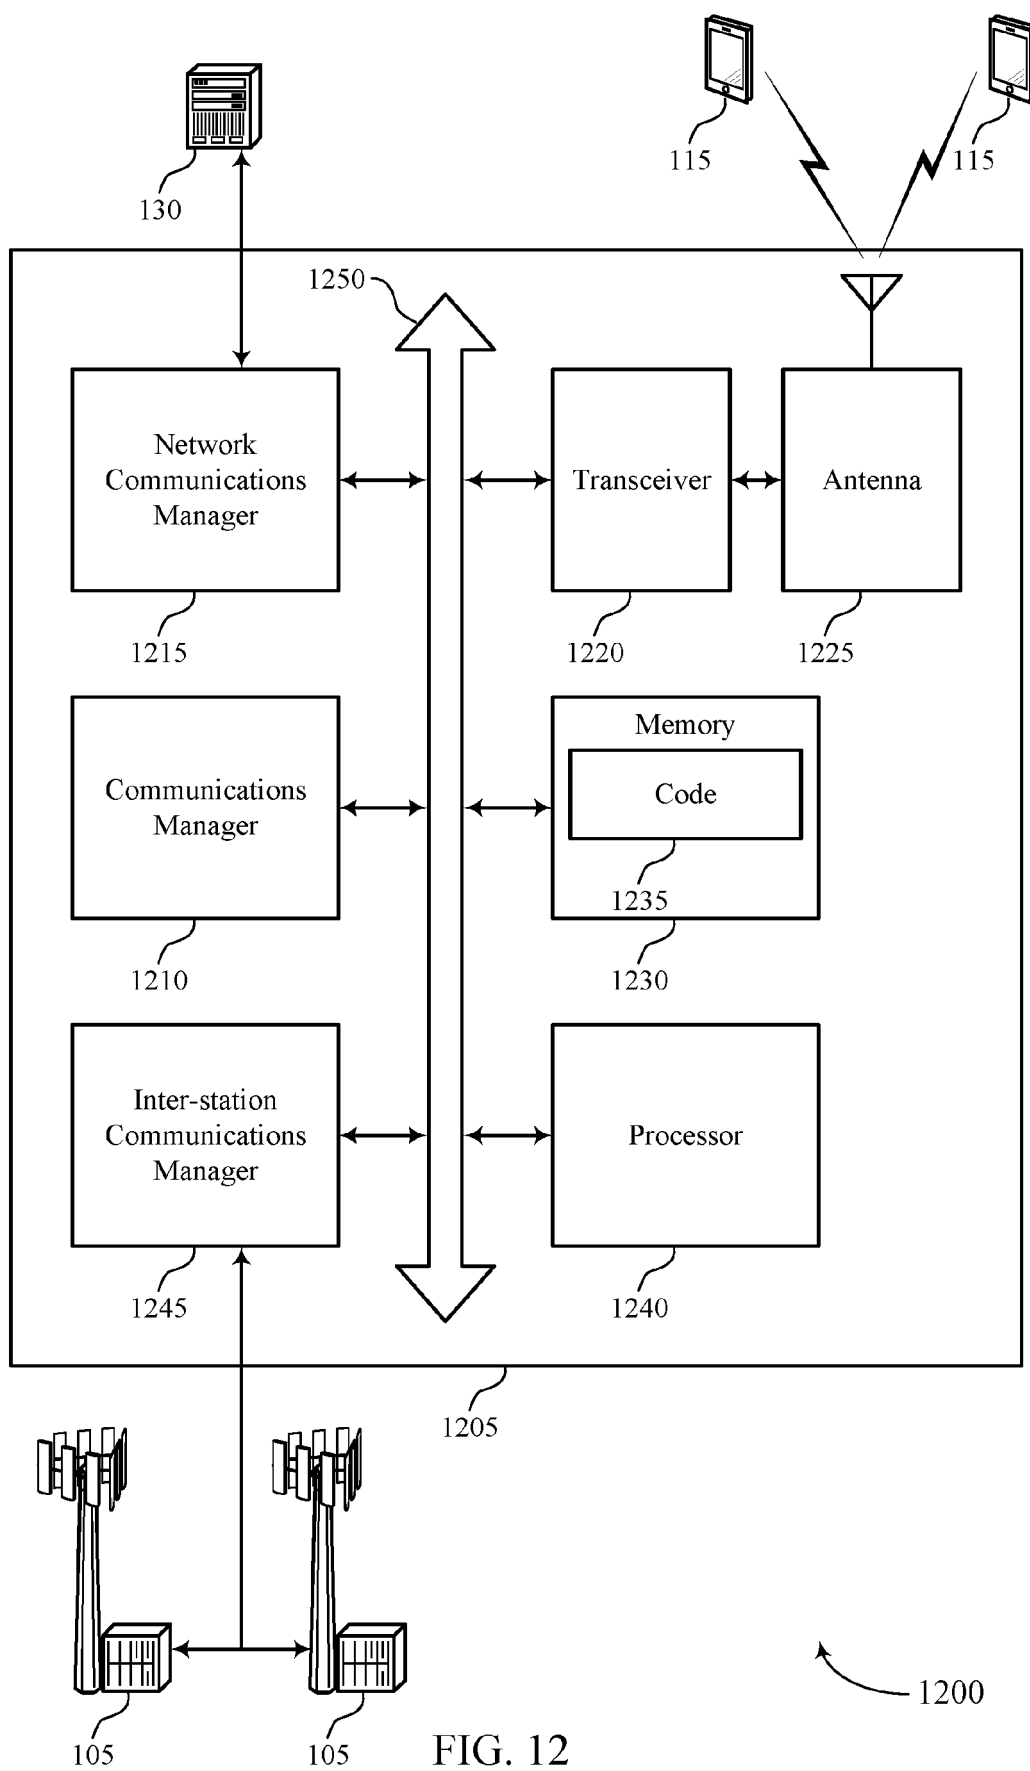 115
115
130
1250
Network
Communications
Manager
Transceiver
Antenna
1215
1220
1225
Communications
Manager
Memory
Code
1235
1210
1230
Inter-station
Communications
Manager
Processor
1245
1240
1205
105
105
1200
FIG. 12